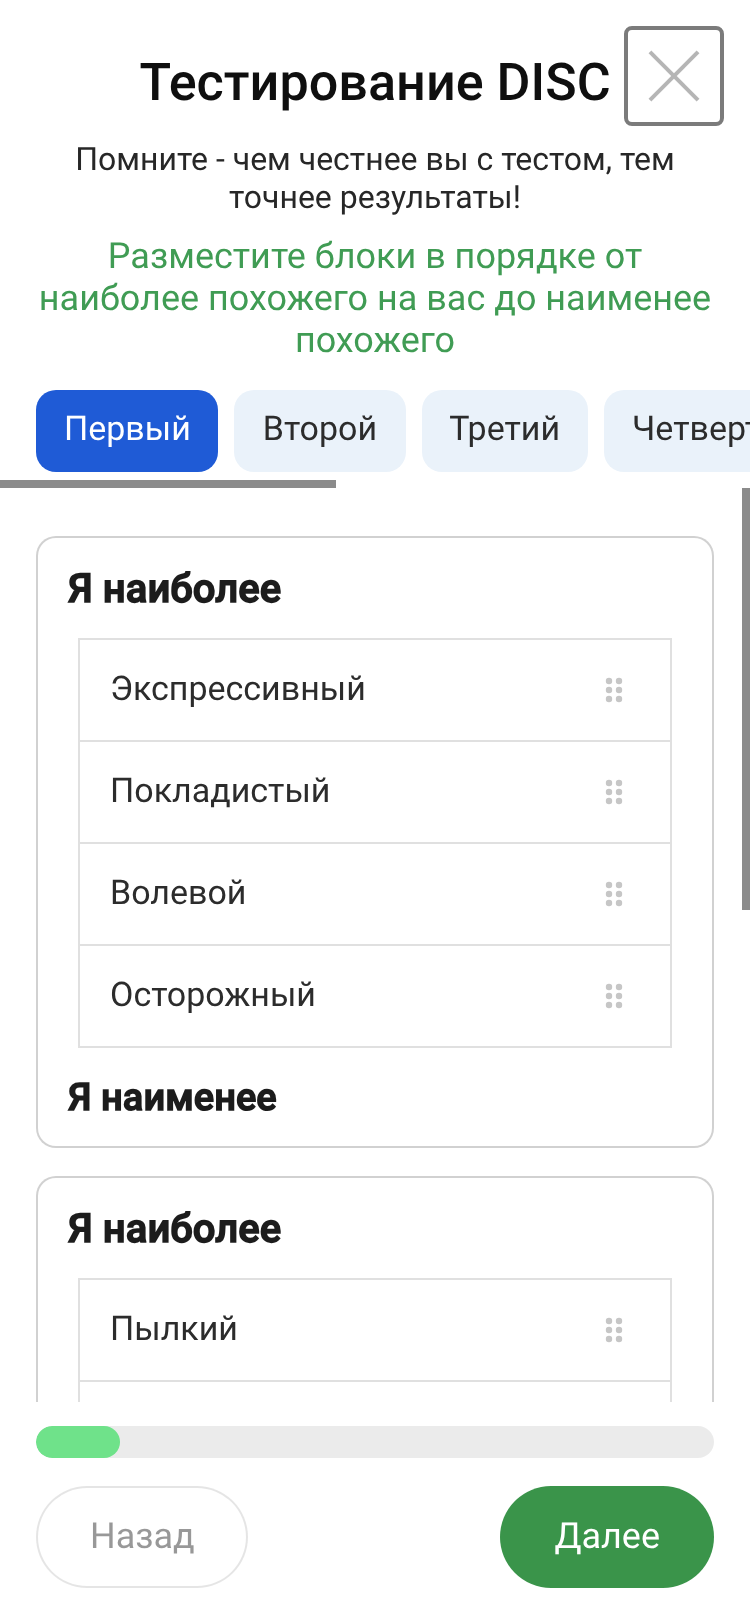 Тестирование DISC
Помните - чем честнее вы с тестом, тем
точнее результаты!
Разместите блоки в порядке от
наиболее похожего на вас до наименее
похожего
Первый Второй Третий
Я наиболее
Экспрессивный
Покладистый
Волевой
Осторожный
Я наименее
Я наиболее
Пылкий
Назад Далее